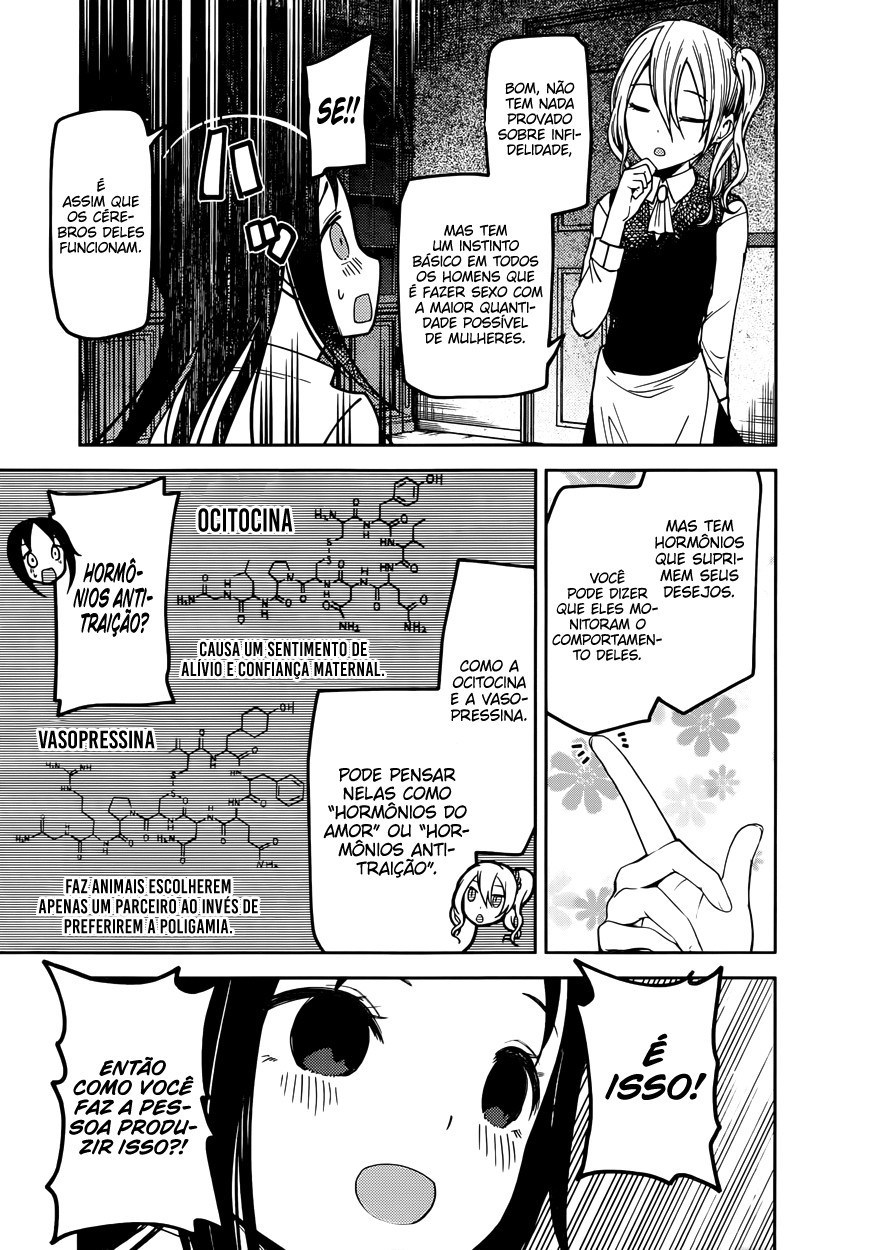 BOM, NÃO
TEM NADA
PROVADO
SOBRE INFI-
DELIDADE,
MAS TEM
UM INSTINTO
BÁSICO EM TODOS
OS HOMENS QUE
É FAZER SEXO COM
A MAIOR QUANTI-
DADE POSSÍVEL
DE MULHERES.
SE!!
É
ASSIM QUE
OS CÉRE-
BROS DELES
FUNCIONAM.
MAS TEM
HORMÔNIOS
QUE SUPRI-
MEM SEUS
DESEJOS.
VOCÊ
PODE DIZER
QUE ELES MO-
NITORAM O
COMPORTAMEN-
TO DELES.
OCITOCINA
CAUSA UM SENTIMENTO DE
ALÍVIO E CONFIANÇA MATERNAL.
HORMÔ-
NIOS ANTI-
TRAIÇÃO?
COMO A
OCITOCINA
E A VASO-
PRESSINA.
PODE PENSAR
NELAS COMO
"HORMÔNIOS DO
AMOR" OU "HOR-
MÔNIOS ANTI-
TRAIÇÃO".
VASOPRESSINA
FAZ ANIMAIS ESCOLHEREM
APENAS UM PARCEIRO AO INVÉS DE
PREFERIREM A POLIGAMIA.
É
ISSO!
ENTÃO
COMO VOCÊ
FAZ A PES-
SOA PRODU-
ZIR ISSO?!